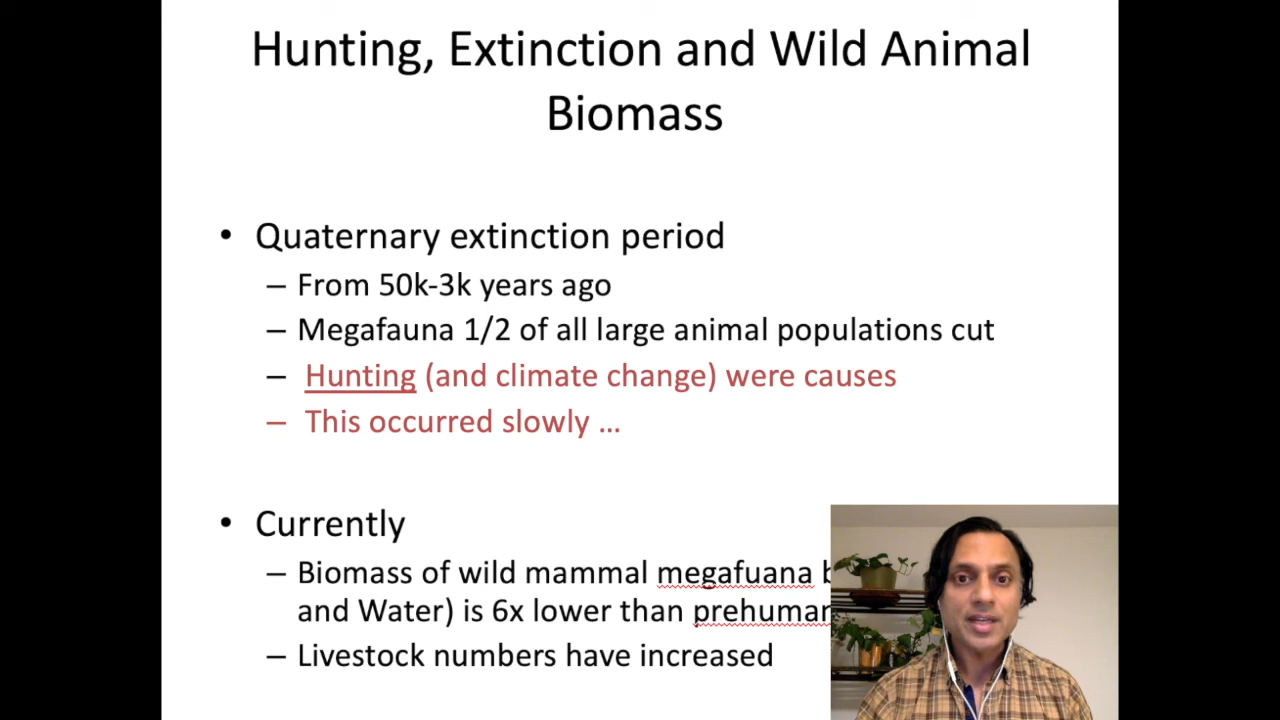 Hunting, Extinction and Wild Animal
Biomass
• Quaternary extinction period
– From 50k-3k years ago
– Megafauna 1/2 of all large animal populations cut
– Hunting (and climate change) were causes
– This occurred slowly ...
• Currently
– Biomass of wild mammal megafuana
and Water) is 6x lower than prehuman
– Livestock numbers have increased